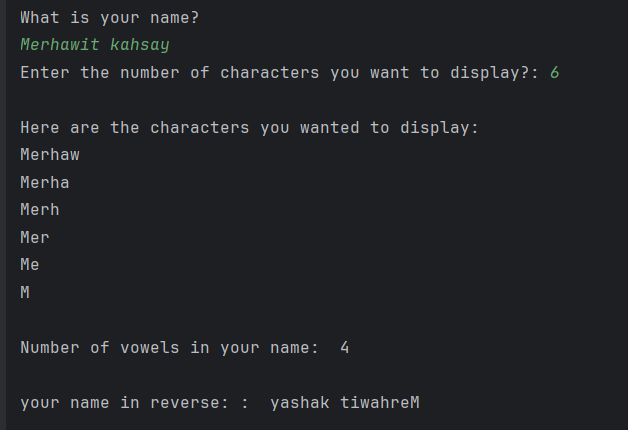 What is your name?
Merhawit kahsay
Enter the number of characters you want to display?: 6
Here are the characters you wanted to display:
Merhaw
Merha
Merh
Mer
Me
M
Number of vowels in your name:  4
your name in reverse: :  yashak tiwahreM